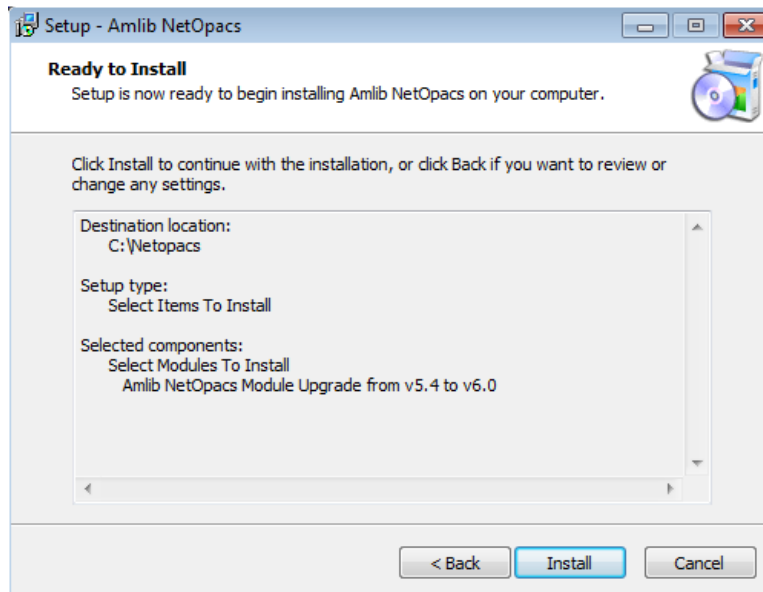 Setup - Amlib NetOpacs
Ready to Install
Setup is now ready to begin installing Amlib NetOpacs on your computer.
Click Install to continue with the installation, or click Back if you want to review or
change any settings.
Destination location:
C:\Netopacs
Setup type:
Select Items To Install
Selected components:
Select Modules To Install
Amlib NetOpacs Module Upgrade from v5.4 to v6.0
< Back
Install
Cancel